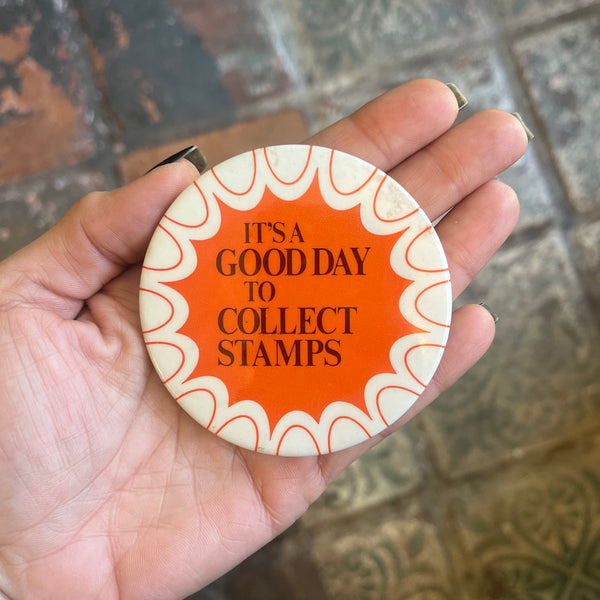 IT'S A
GOOD DAY
TO
COLLECT
STAMPS